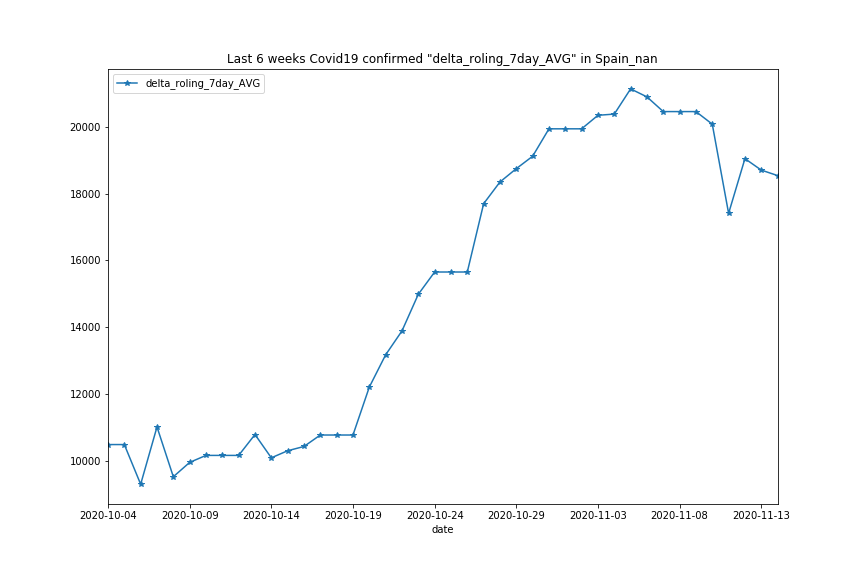 Last 6 weeks Covid19 confirmed "delta_roling_7day_AVG" in Spain_nan
delta_roling_7day_AVG
20000
18000
16000
14000
12000
10000
2020-10-04 2020-10-09 2020-10-14 2020-10-19 2020-10-24 2020-10-29 2020-11-03 2020-11-08 2020-11-13
date